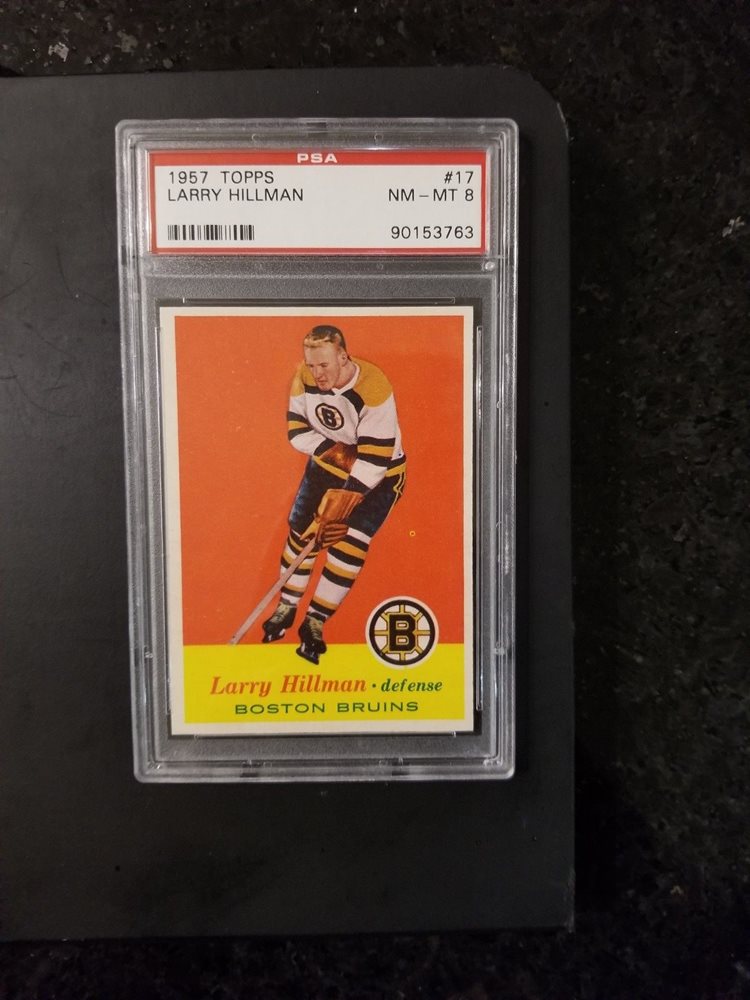 PSA
1957 TOPPS #17
LARRY HILLMAN NM-MT 8
90153763
B
B
Larry Hillman • defense
BOSTON BRUINS